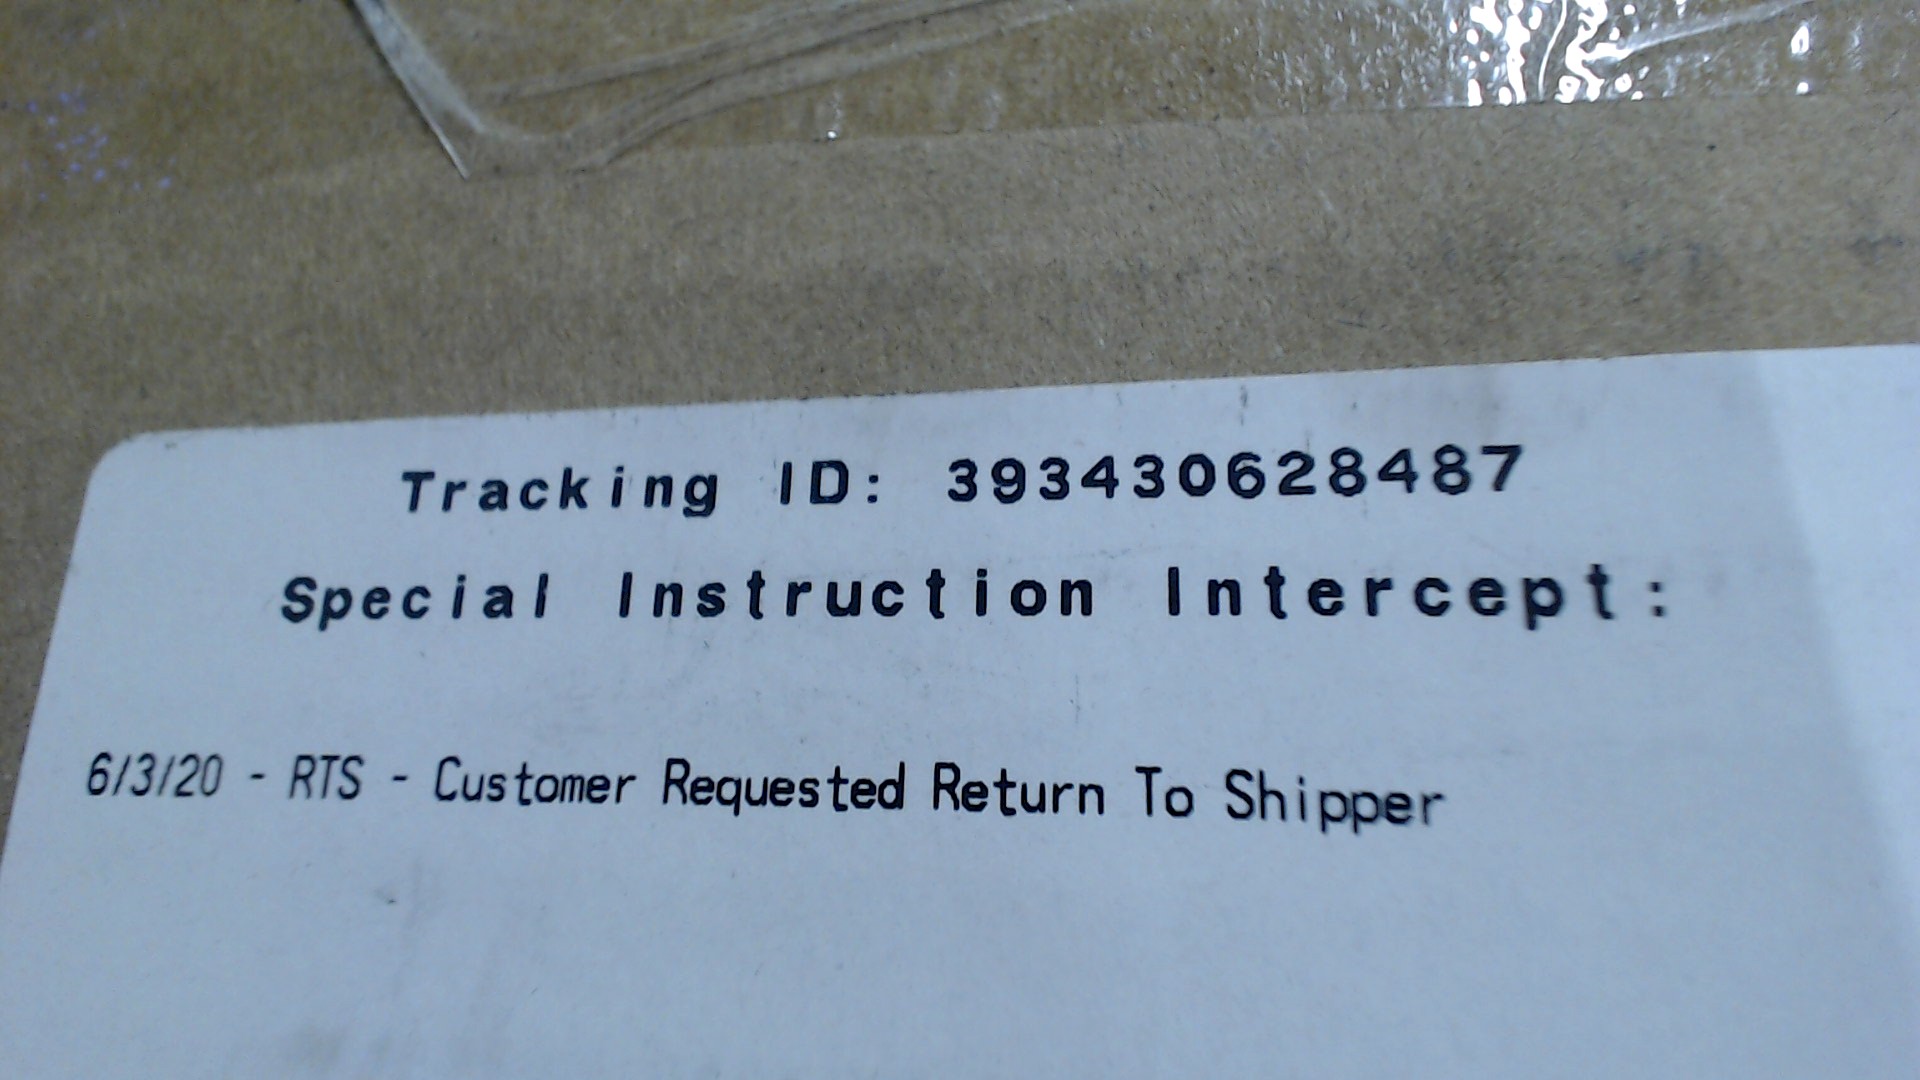 Tracking ID: 393430628487
Special Instruction Intercept:
6/3/20 - RTS - Customer Requested Return To Shipper